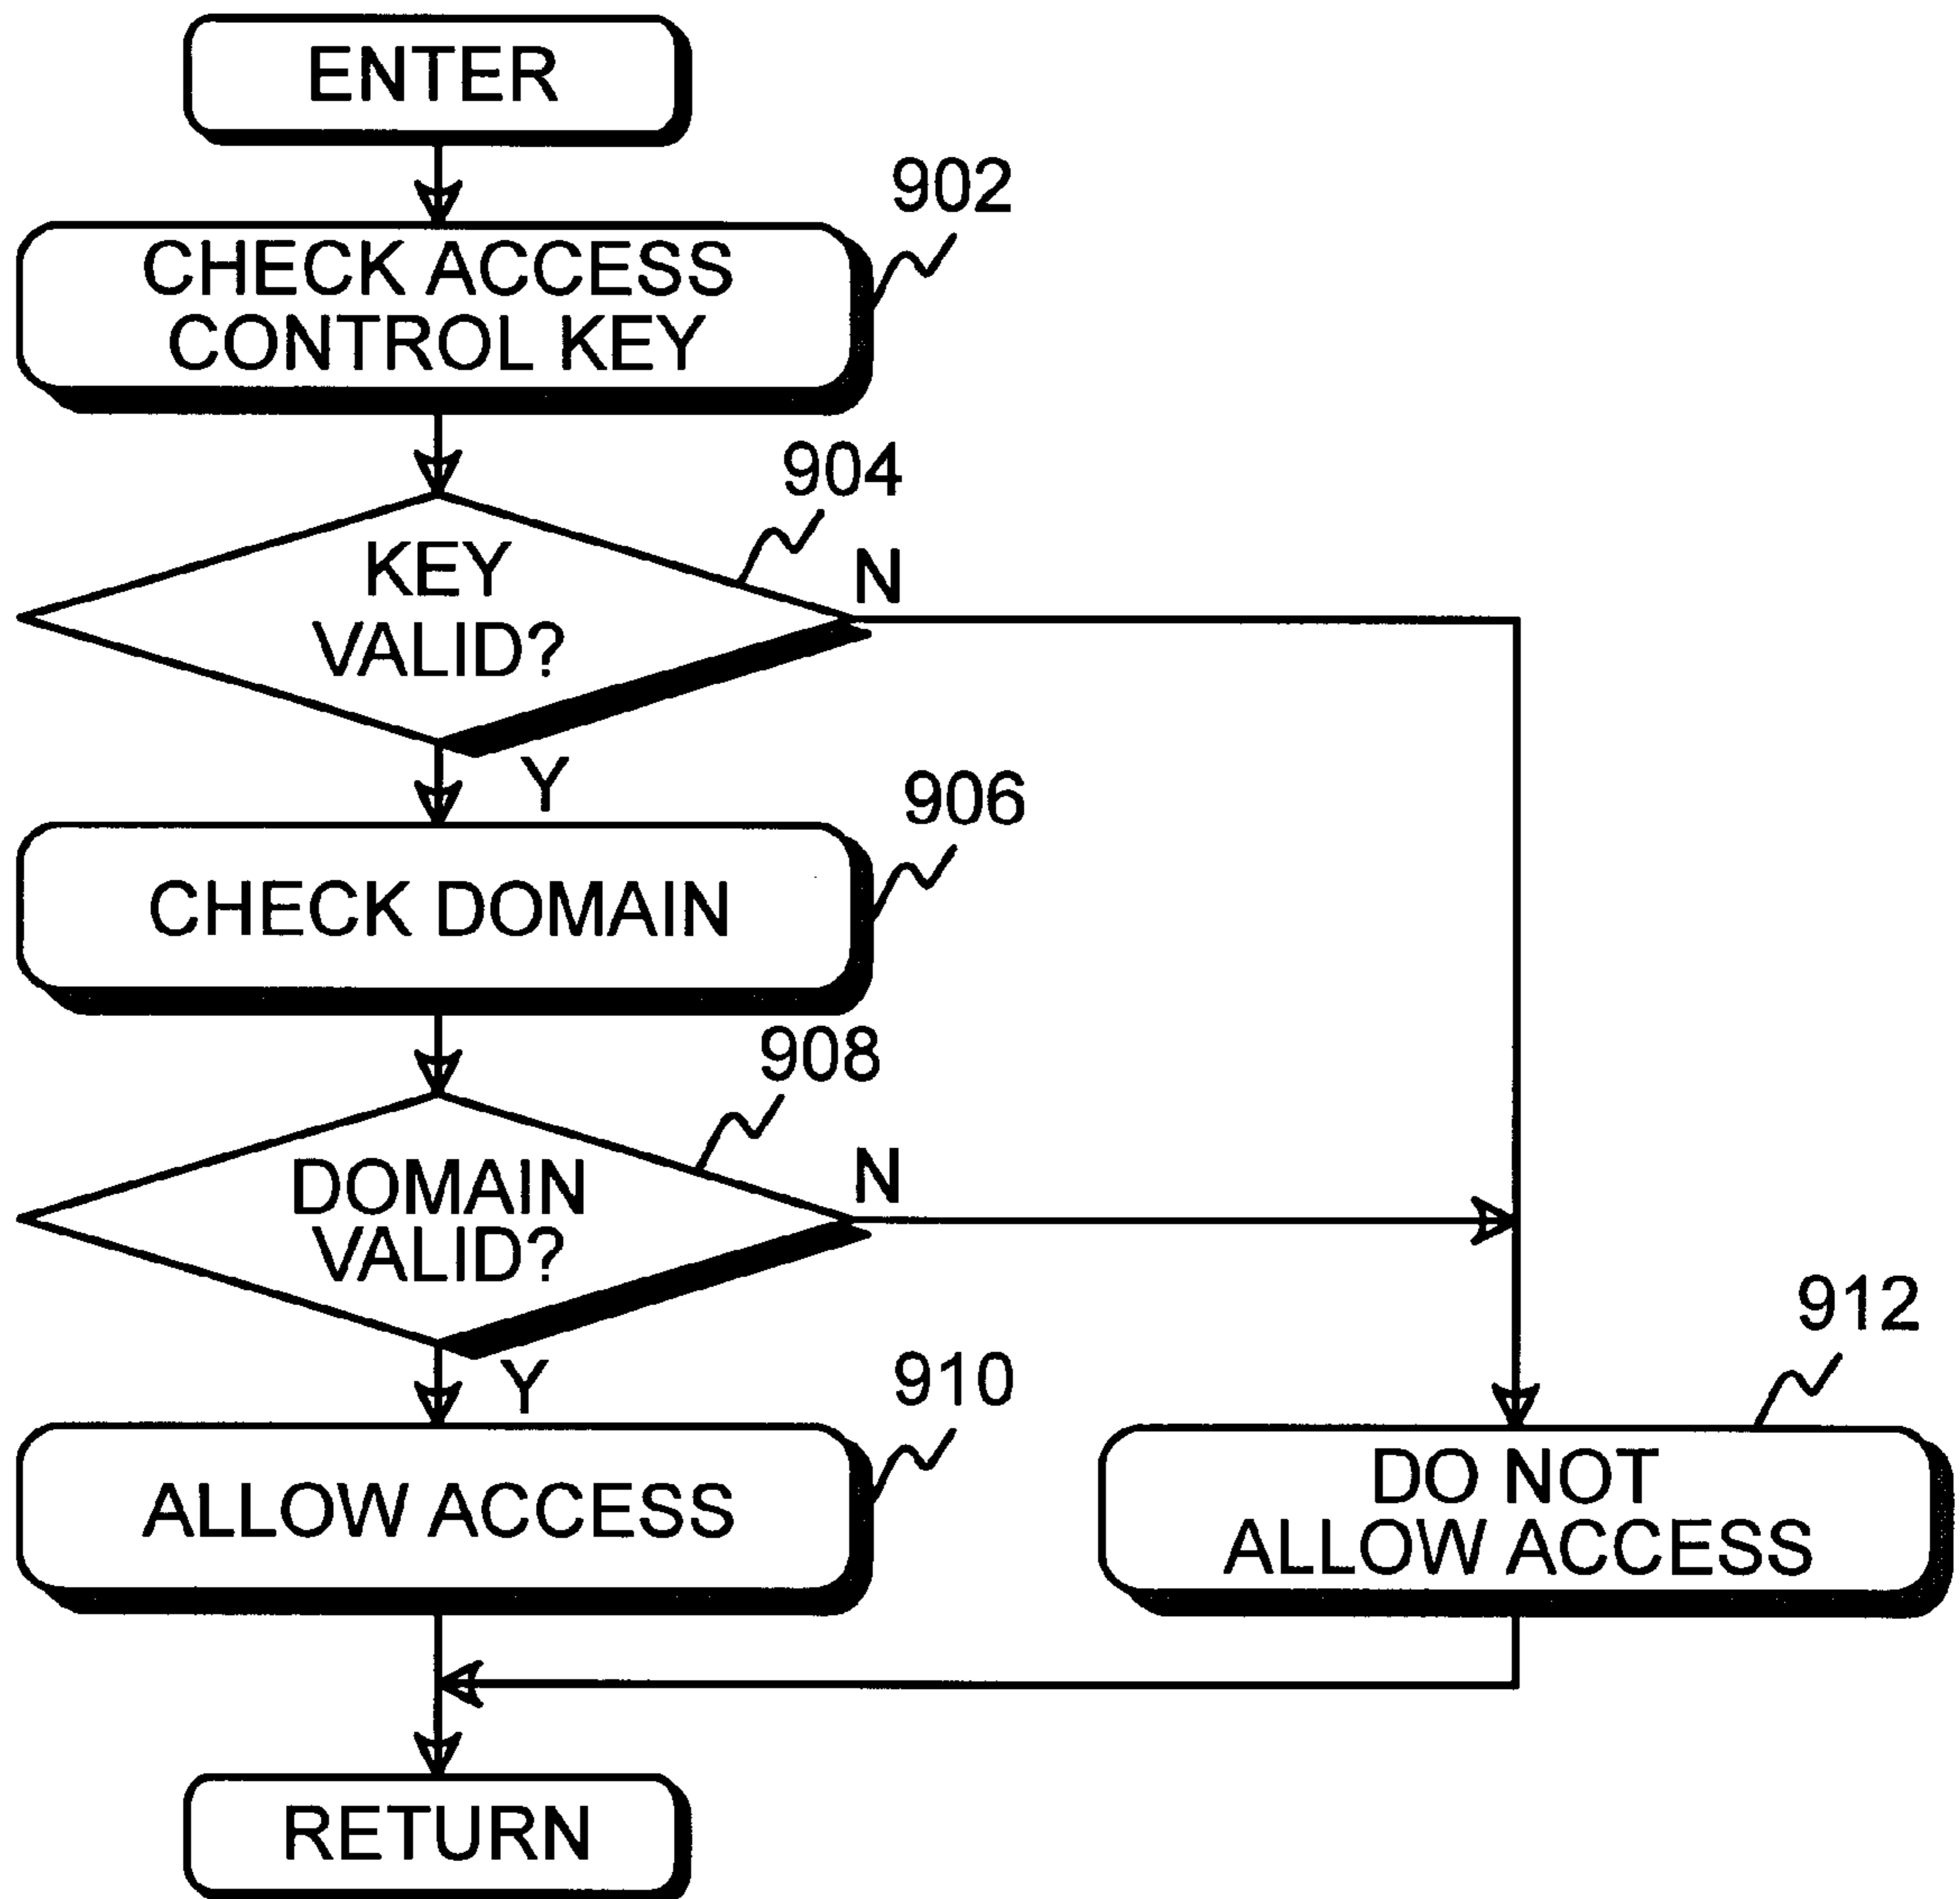 ENTER
902
CHECK ACCESS
CONTROL KEY
904
KEY
VALID?
N
Y
906
CHECK DOMAIN
908
DOMAIN
VALID?
N
Y
910
ALLOW ACCESS
912
DO NOT
ALLOW ACCESS
RETURN